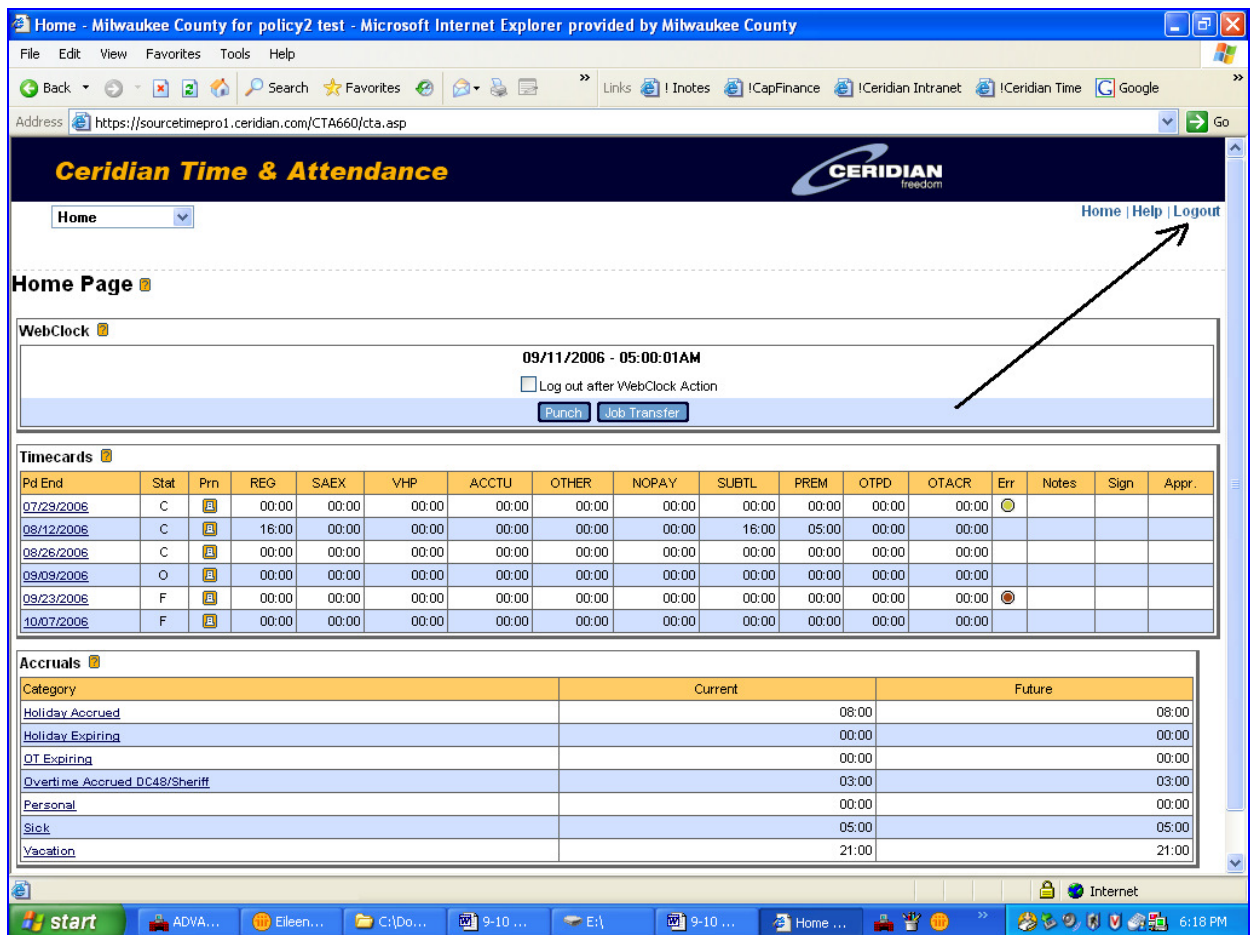 Home - Milwaukee County for policy2 test - Microsoft Internet Explorer provided by Milwaukee County
File Edit View Favorites Tools Help
Back Search Favorites » Links ! Inotes !CapFinance !Ceridian Intranet !Ceridian Time Google »
Address https://sourcetimepro1.ceridian.com/CTA660/cta.asp Go
Ceridian Time & Attendance CERIDIAN freedom
Home Home | Help | Logout
Home Page ?
WebClock ?
09/11/2006 - 05:00:01AM
Log out after WebClock Action
Punch Job Transfer
Timecards ?
Pd End Stat Prn REG SAEX VHP ACCTU OTHER NOPAY SUBTL PREM OTPD OTACR Err Notes Sign Appr.
07/29/2006 C 00:00 00:00 00:00 00:00 00:00 00:00 00:00 00:00 00:00 00:00
08/12/2006 C 16:00 00:00 00:00 00:00 00:00 00:00 16:00 05:00 00:00 00:00
08/26/2006 C 00:00 00:00 00:00 00:00 00:00 00:00 00:00 00:00 00:00 00:00
09/09/2006 O 00:00 00:00 00:00 00:00 00:00 00:00 00:00 00:00 00:00 00:00
09/23/2006 F 00:00 00:00 00:00 00:00 00:00 00:00 00:00 00:00 00:00 00:00
10/07/2006 F 00:00 00:00 00:00 00:00 00:00 00:00 00:00 00:00 00:00 00:00
Accruals ?
Category Current Future
Holiday Accrued 08:00 08:00
Holiday Expiring 00:00 00:00
OT Expiring 00:00 00:00
Overtime Accrued DC48/Sheriff 03:00 03:00
Personal 00:00 00:00
Sick 05:00 05:00
Vacation 21:00 21:00
Internet
start ADVA... Eileen... C:\Do... 9-10 ... E:\ 9-10 ... Home ... » 6:18 PM